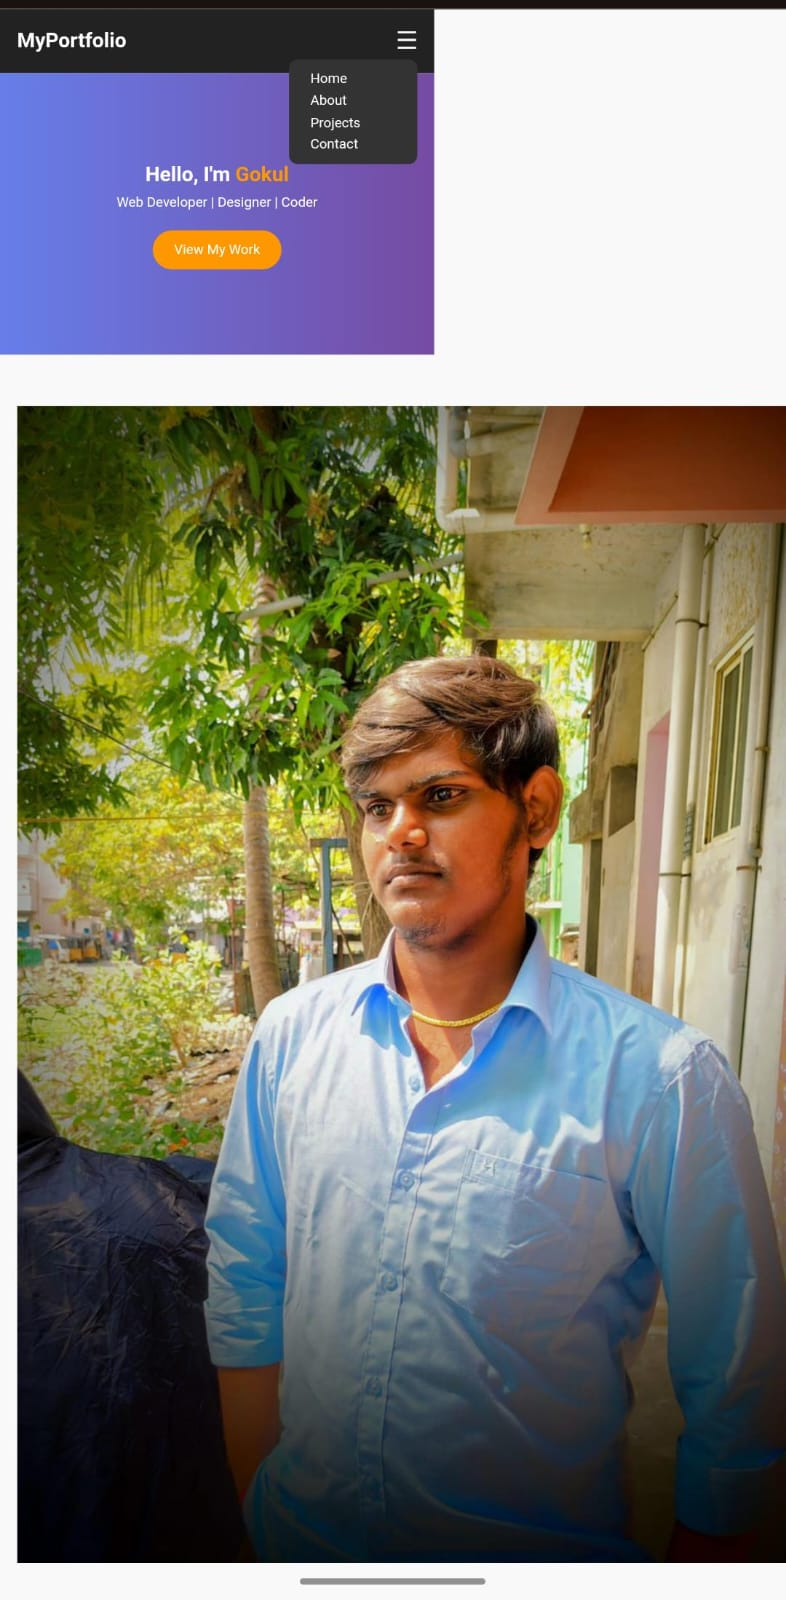 MyPortfolio
Home
About
Projects
Contact
Hello, I'm Gokul
Web Developer | Designer | Coder
View My Work